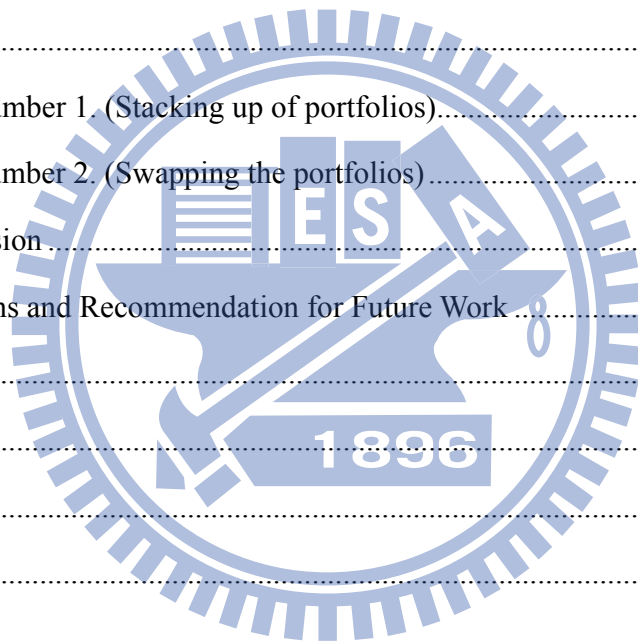 ................................................................................
mber 1. (Stacking up of portfolios)..........................
mber 2. (Swapping the portfolios)...........................
sion..............................................................................
ns and Recommendation for Future Work................
................................................................................
................................................................................
................................................................................
................................................................................
E S A
1896